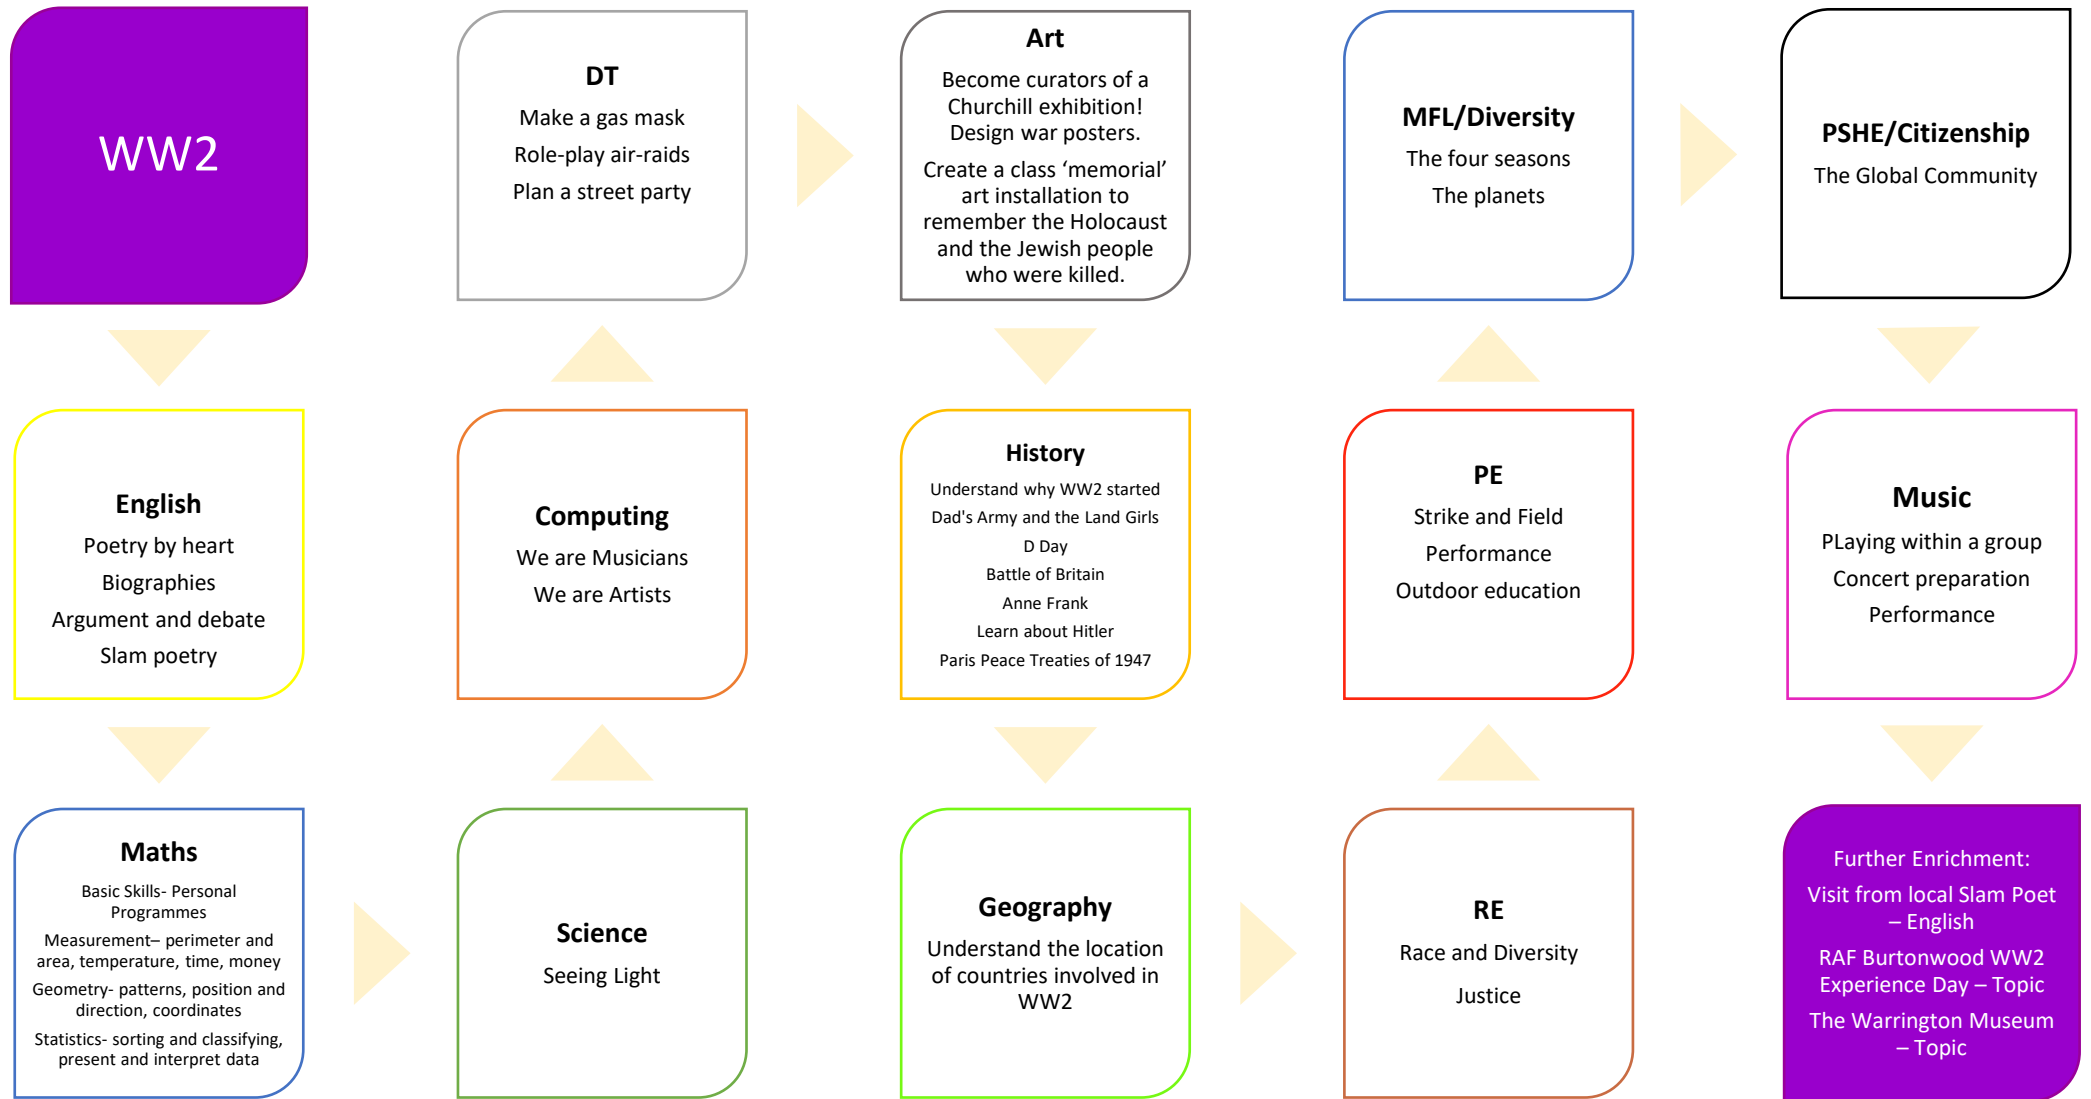 WW2
English
Poetry by heart
Biographies
Argument and debate
Slam poetry
Maths
Basic Skills- Personal
Programmes
Measurement– perimeter and
area, temperature, time, money
Geometry- patterns, position and
direction, coordinates
Statistics- sorting and classifying,
present and interpret data
Science
Seeing Light
Computing
We are Musicians
We are Artists
DT
Make a gas mask
Role-play air-raids
Plan a street party
Art
Become curators of a
Churchill exhibition!
Design war posters.
Create a class ‘memorial’
art installation to
remember the Holocaust
and the Jewish people
who were killed.
History
Understand why WW2 started
Dad's Army and the Land Girls
D Day
Battle of Britain
Anne Frank
Learn about Hitler
Paris Peace Treaties of 1947
Geography
Understand the location
of countries involved in
WW2
RE
Race and Diversity
Justice
PE
Strike and Field
Performance
Outdoor education
MFL/Diversity
The four seasons
The planets
PSHE/Citizenship
The Global Community
Music
PLaying within a group
Concert preparation
Performance
Further Enrichment:
Visit from local Slam Poet
– English
RAF Burtonwood WW2
Experience Day – Topic
The Warrington Museum
– Topic